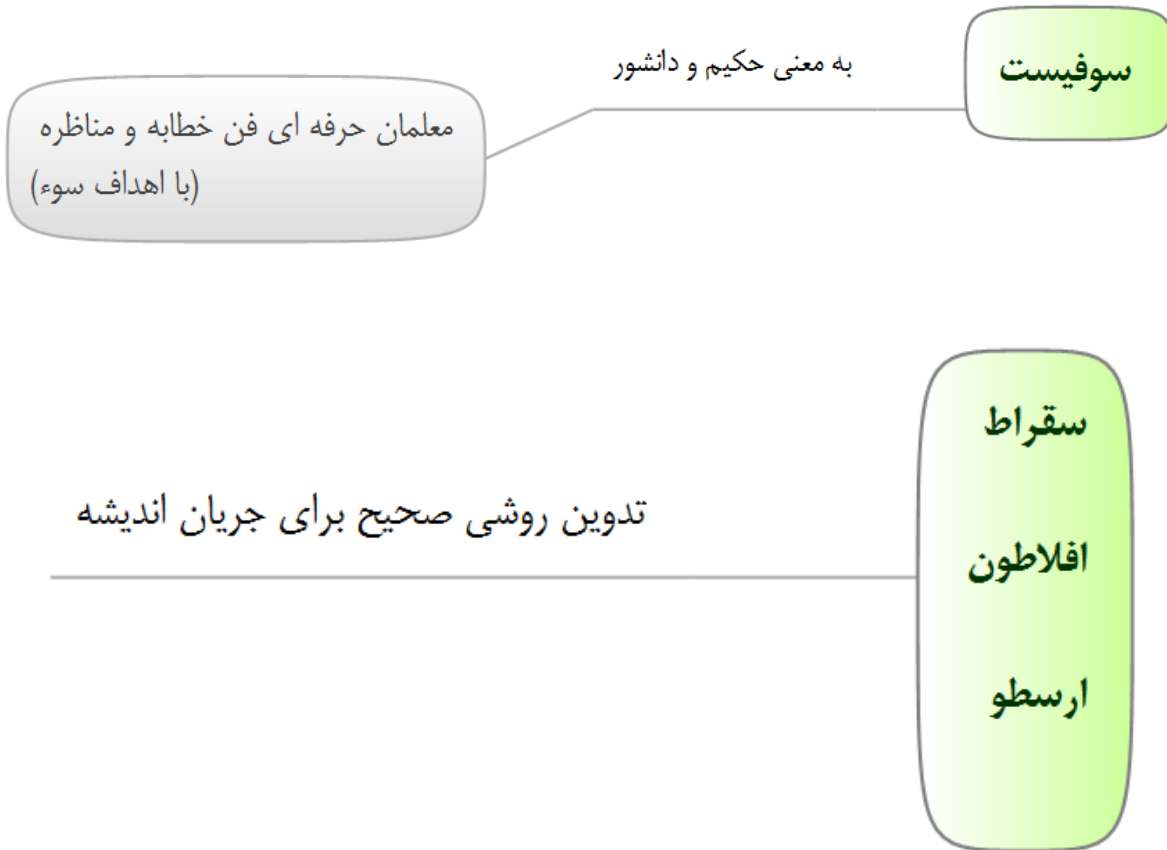 سوفیست
به معنی حکیم و دانشور
معلمان حرفه ای فن خطابه و مناظره
(با اهداف سوء)
سقراط
افلاطون
ارسطو
تدوین روشی صحیح برای جریان اندیشه